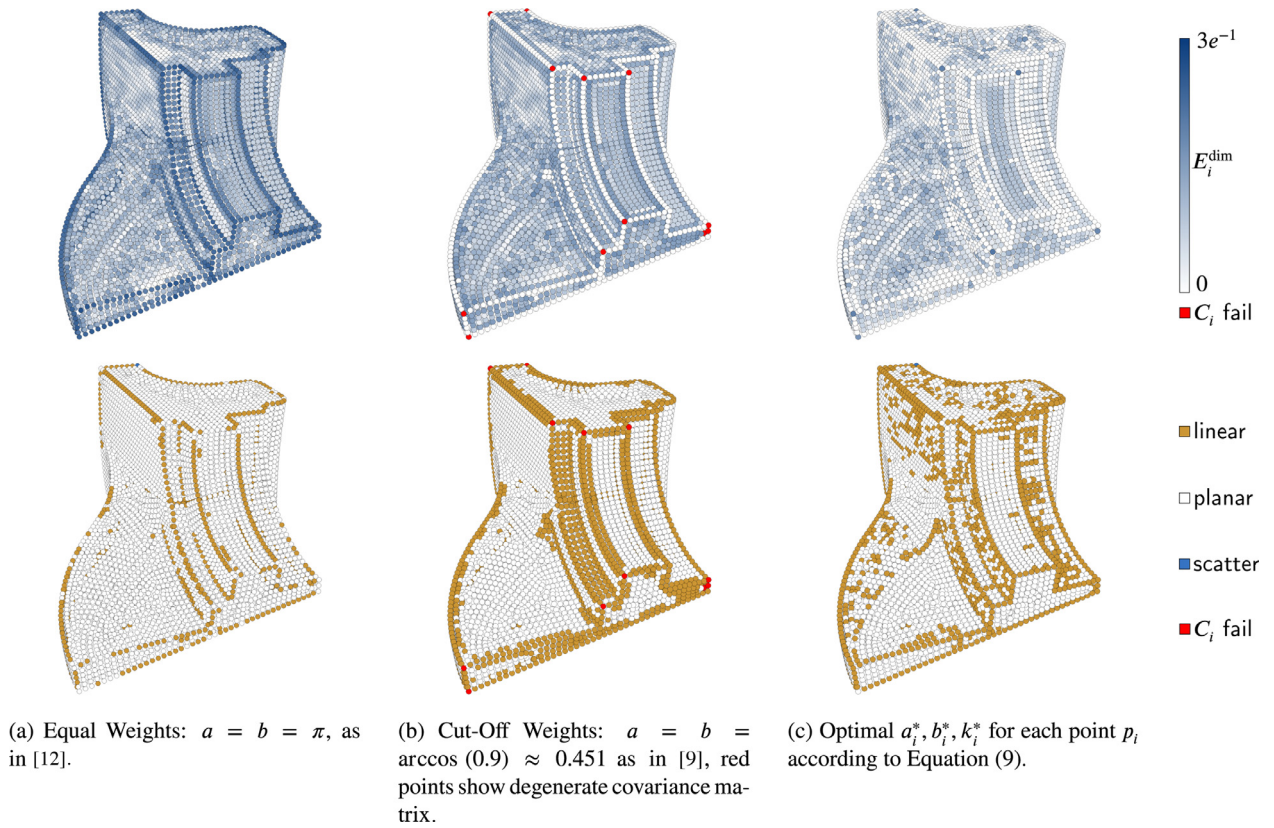 3e⁻¹
E_i^dim
0
C_i fail
linear
planar
scatter
C_i fail
(a) Equal Weights: a = b = π, as
in [12].
(b) Cut-Off Weights: a = b =
arccos (0.9) ≈ 0.451 as in [9], red
points show degenerate covariance ma-
trix.
(c) Optimal a_i^*, b_i^*, k_i^* for each point p_i
according to Equation (9).